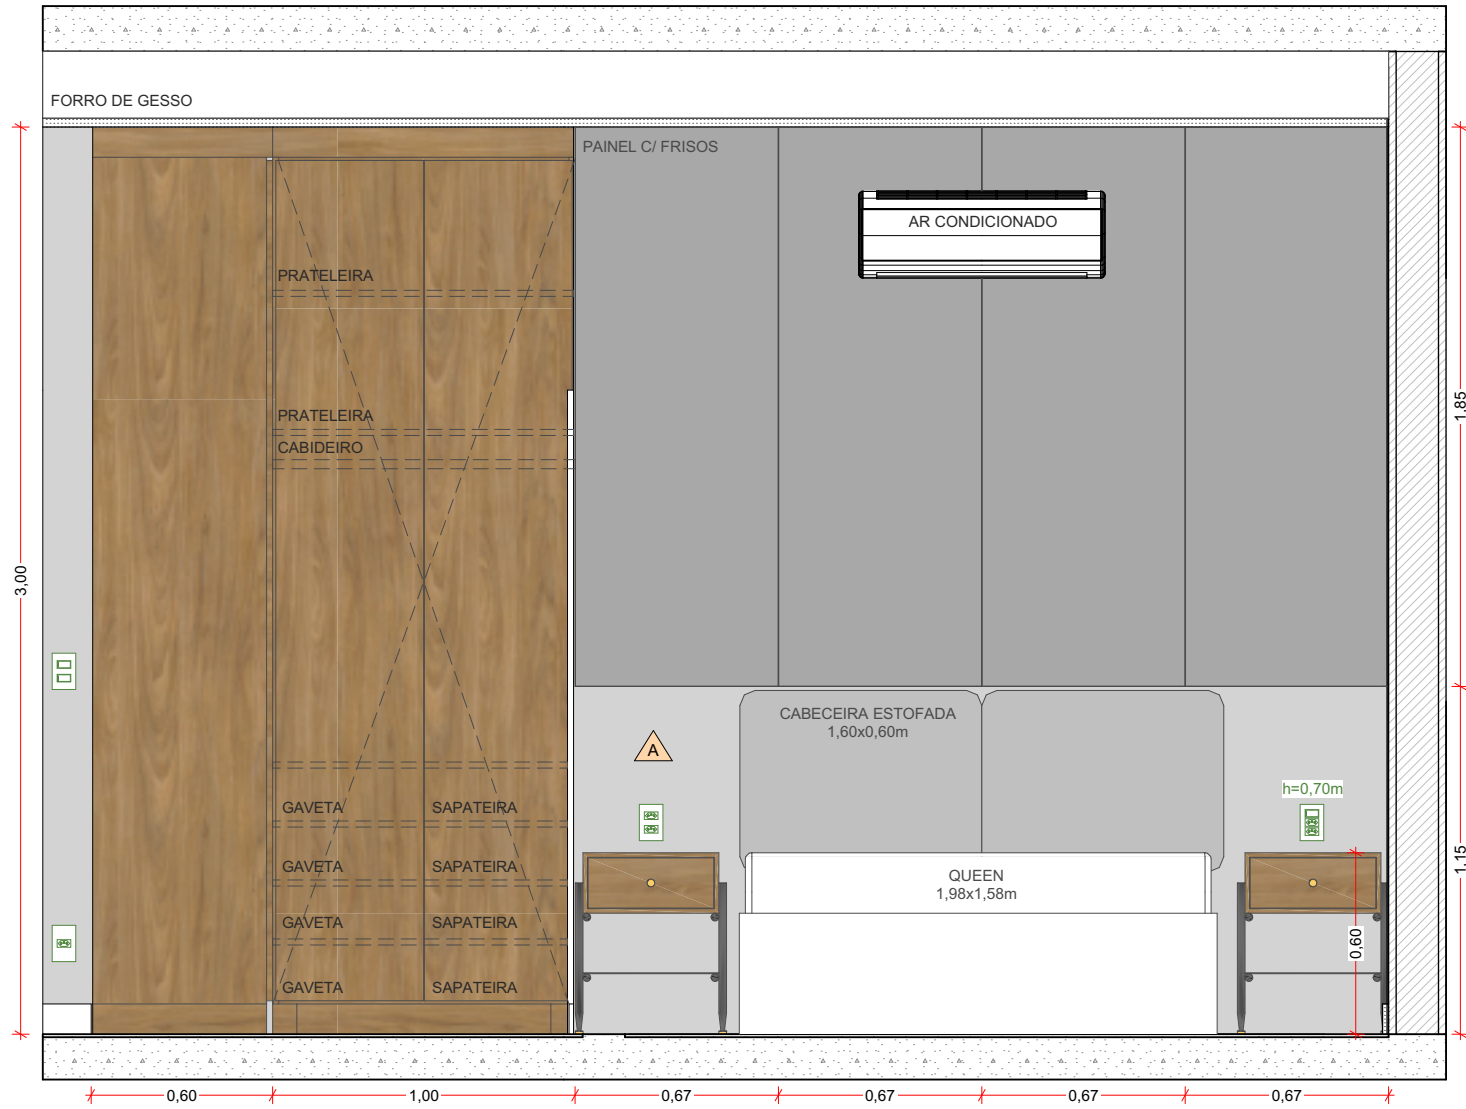 FORRO DE GESSO
PAINEL C/ FRISOS
AR CONDICIONADO
PRATELEIRA
PRATELEIRA
CABIDEIRO
3,00
1.85
CABECEIRA ESTOFADA
1,60x0,60m
A
h=0,70m
GAVETA SAPATEIRA
GAVETA SAPATEIRA
GAVETA SAPATEIRA
GAVETA SAPATEIRA
QUEEN
1,98x1,58m
0,60
1.15
0,60 1,00 0,67 0,67 0,67 0,67